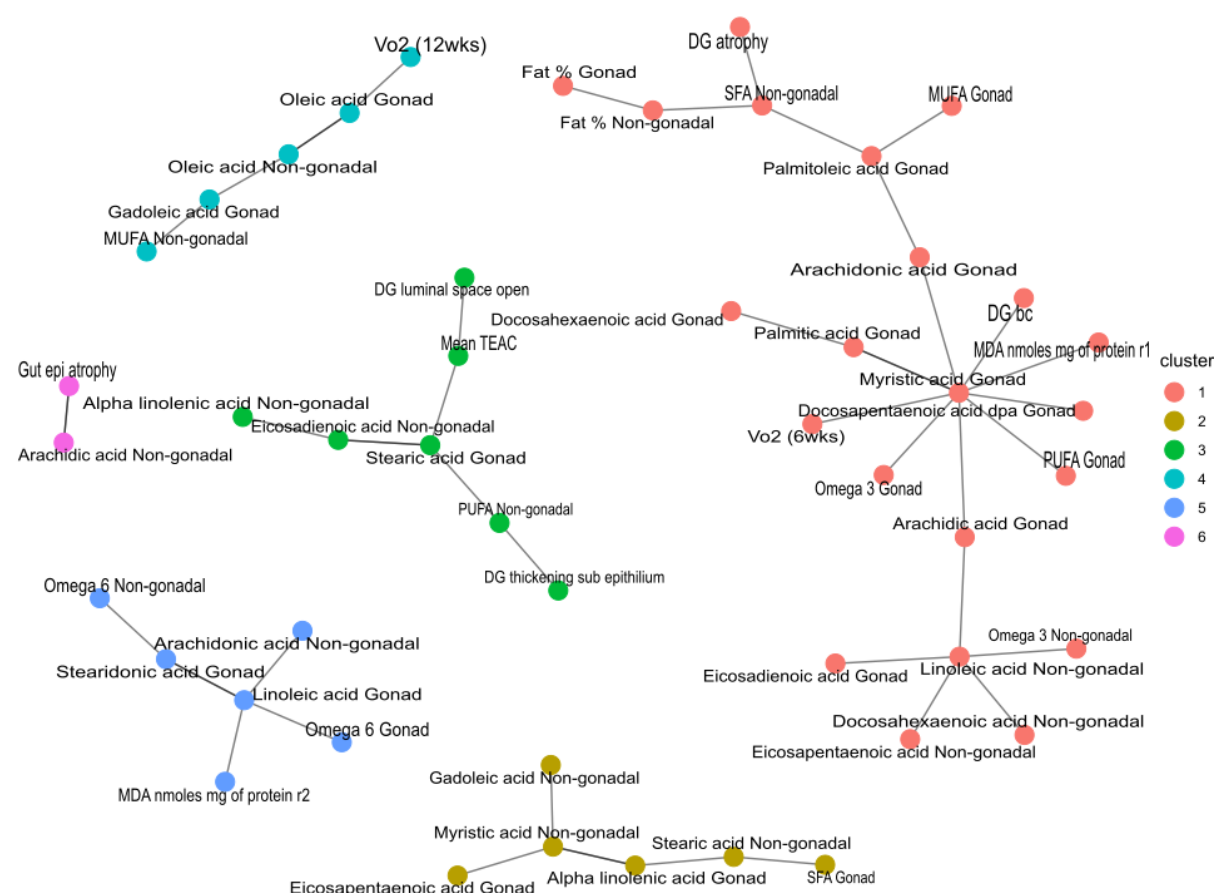 Vo2 (12wks)
Oleic acid Gonad
Oleic acid Non-gonadal
Gadoleic acid Gonad
MUFA Non-gonadal
DG atrophy
Fat % Gonad
SFA Non-gonadal
MUFA Gonad
Fat % Non-gonadal
Palmitoleic acid Gonad
Arachidonic acid Gonad
DG bc
Docosahexaenoic acid Gonad
Palmitic acid Gonad
MDA nmoles mg of protein r1
Myristic acid Gonad
Docosapentaenoic acid dpa Gonad
Vo2 (6wks)
PUFA Gonad
Omega 3 Gonad
Arachidic acid Gonad
Omega 3 Non-gonadal
Linoleic acid Non-gonadal
Eicosadienoic acid Gonad
Docosahexaenoic acid Non-gonadal
Eicosapentaenoic acid Non-gonadal
DG luminal space open
Mean TEAC
Alpha linolenic acid Non-gonadal
Eicosadienoic acid Non-gonadal
Stearic acid Gonad
PUFA Non-gonadal
DG thickening sub epithilium
Gut epi atrophy
Arachidic acid Non-gonadal
Omega 6 Non-gonadal
Arachidonic acid Non-gonadal
Stearidonic acid Gonad
Linoleic acid Gonad
Omega 6 Gonad
MDA nmoles mg of protein r2
Gadoleic acid Non-gonadal
Myristic acid Non-gonadal
Stearic acid Non-gonadal
Alpha linolenic acid Gonad
SFA Gonad
Eicosapentaenoic acid Gonad
cluster
1
2
3
4
5
6